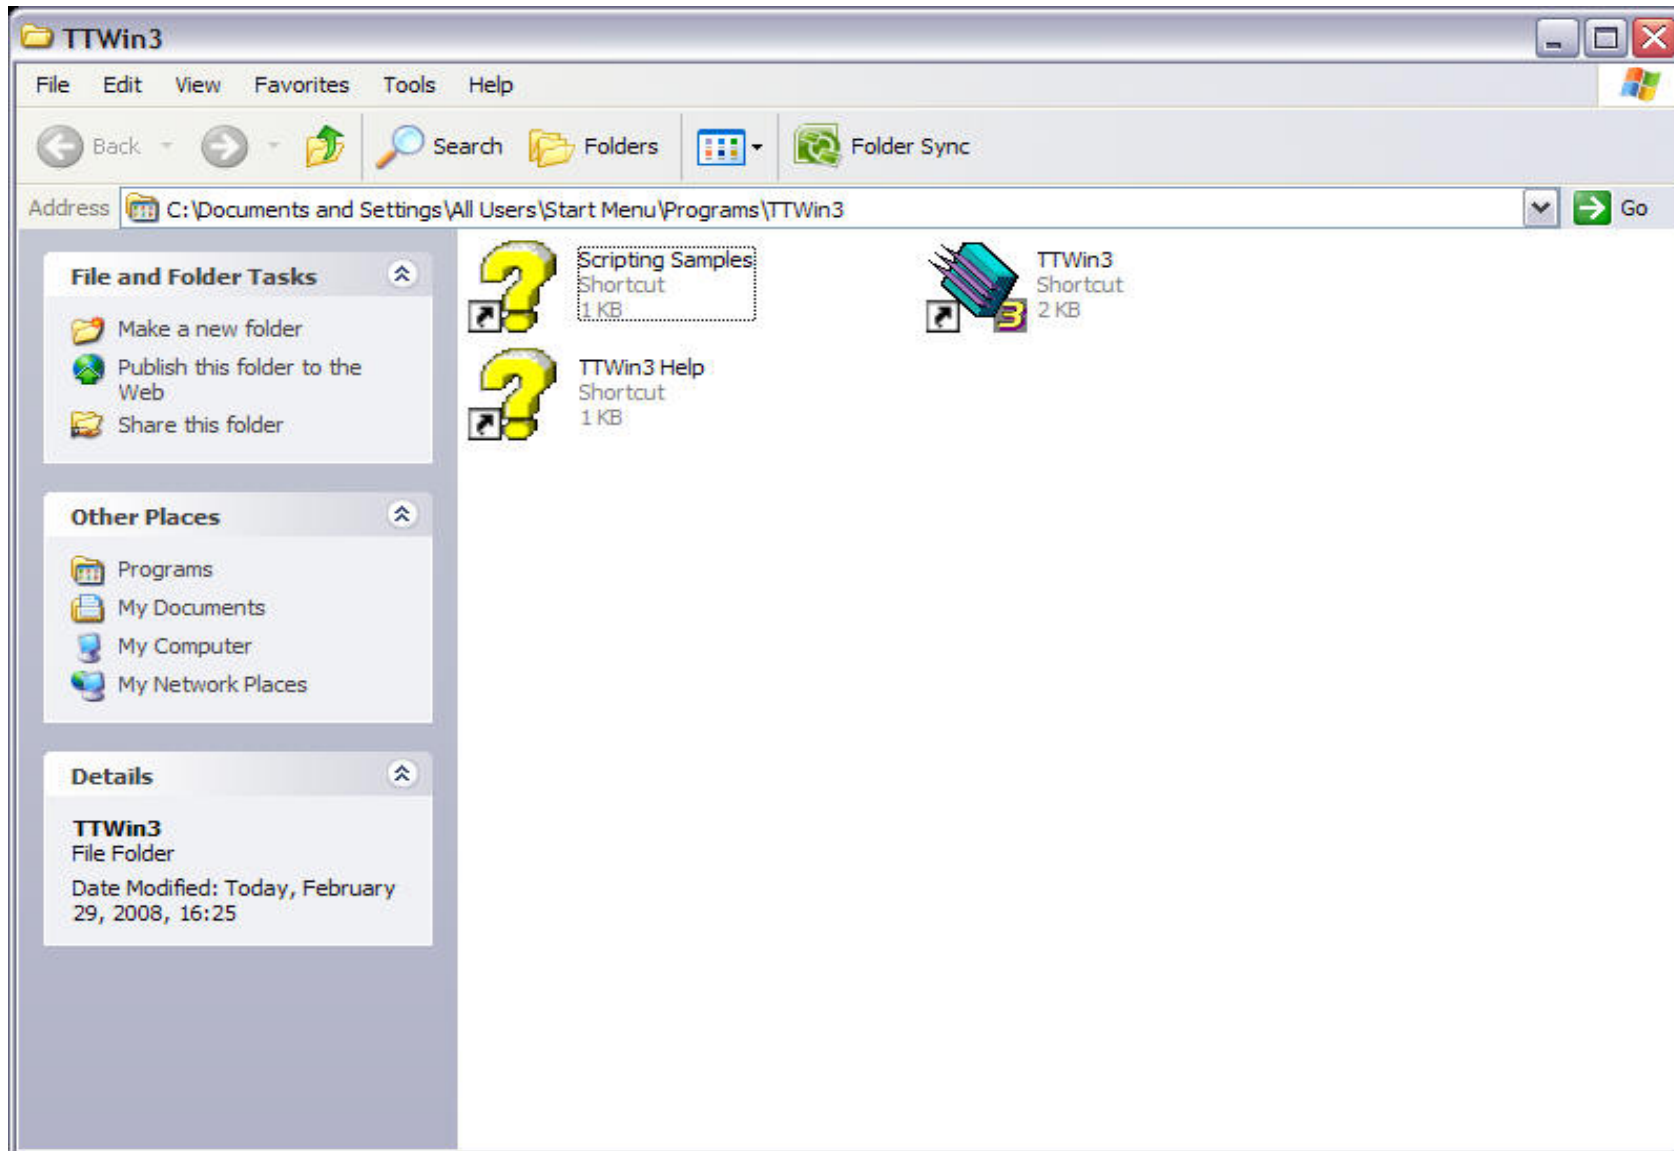 TTWin3
File Edit View Favorites Tools Help
Back Search Folders Folder Sync
Address C:\Documents and Settings\All Users\Start Menu\Programs\TTWin3 Go
File and Folder Tasks
Make a new folder
Publish this folder to the
Web
Share this folder
Other Places
Programs
My Documents
My Computer
My Network Places
Details
TTWin3
File Folder
Date Modified: Today, February
29, 2008, 16:25
Scripting Samples
Shortcut
1 KB
TTWin3
Shortcut
2 KB
3
TTWin3 Help
Shortcut
1 KB